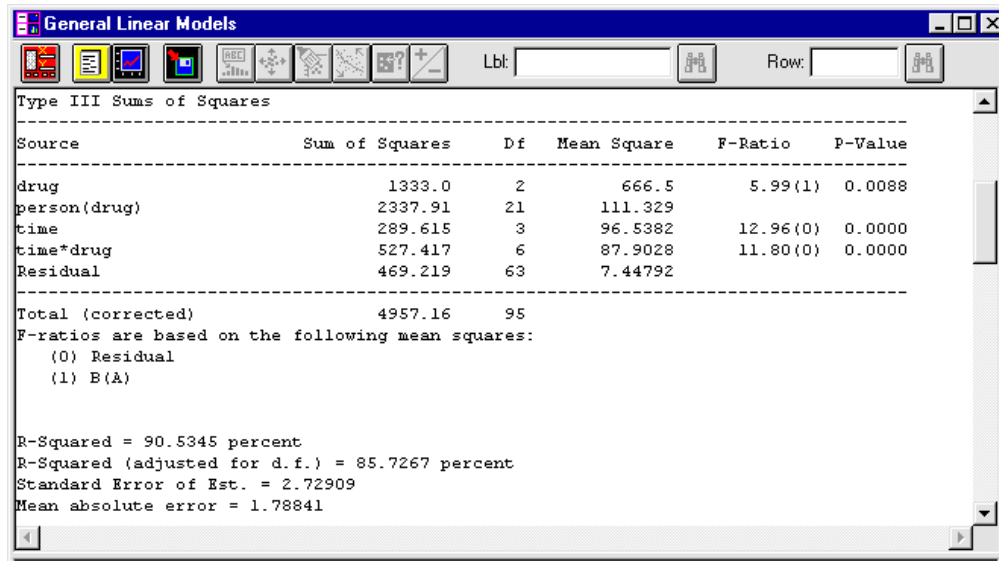 General Linear Models
ABC Lbl: Row:
Type III Sums of Squares
Source Sum of Squares Df Mean Square F-Ratio P-Value
drug 1333.0 2 666.5 5.99(1) 0.0088
person(drug) 2337.91 21 111.329
time 289.615 3 96.5382 12.96(0) 0.0000
time*drug 527.417 6 87.9028 11.80(0) 0.0000
Residual 469.219 63 7.44792
Total (corrected) 4957.16 95
F-ratios are based on the following mean squares:
(0) Residual
(1) B(A)
R-Squared = 90.5345 percent
R-Squared (adjusted for d.f.) = 85.7267 percent
Standard Error of Est. = 2.72909
Mean absolute error = 1.78841